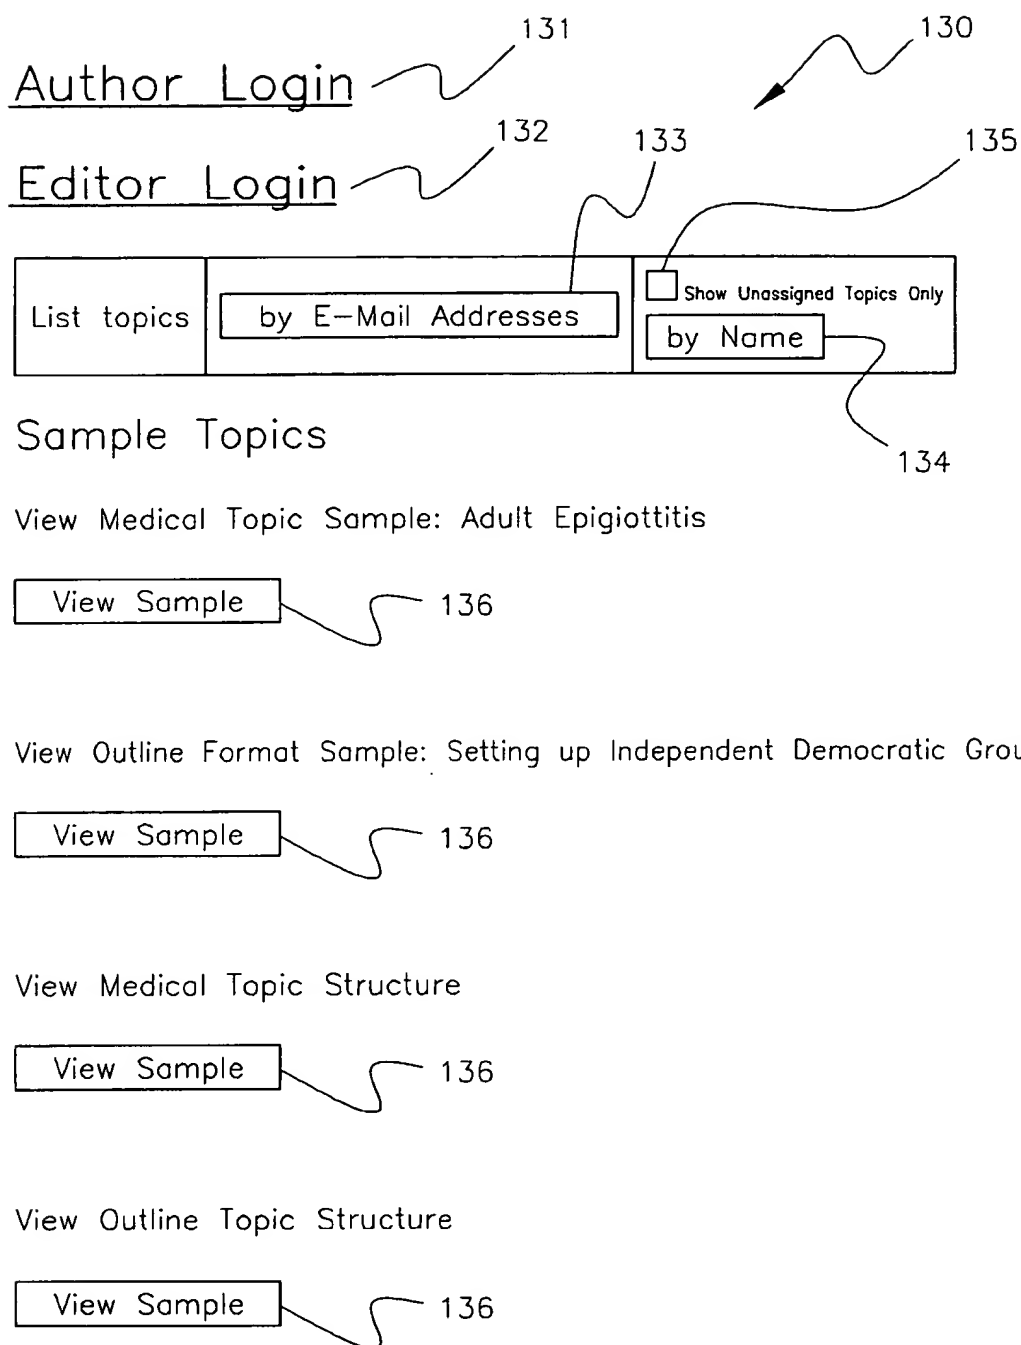 131
130
Author Login
132
133
135
Editor Login
Show Unassigned Topics Only
List topics
by E-Mail Addresses
by Name
134
Sample Topics
View Medical Topic Sample: Adult Epigiottitis
View Sample
136
View Outline Format Sample: Setting up Independent Democratic Grou
View Sample
136
View Medical Topic Structure
View Sample
136
View Outline Topic Structure
View Sample
136